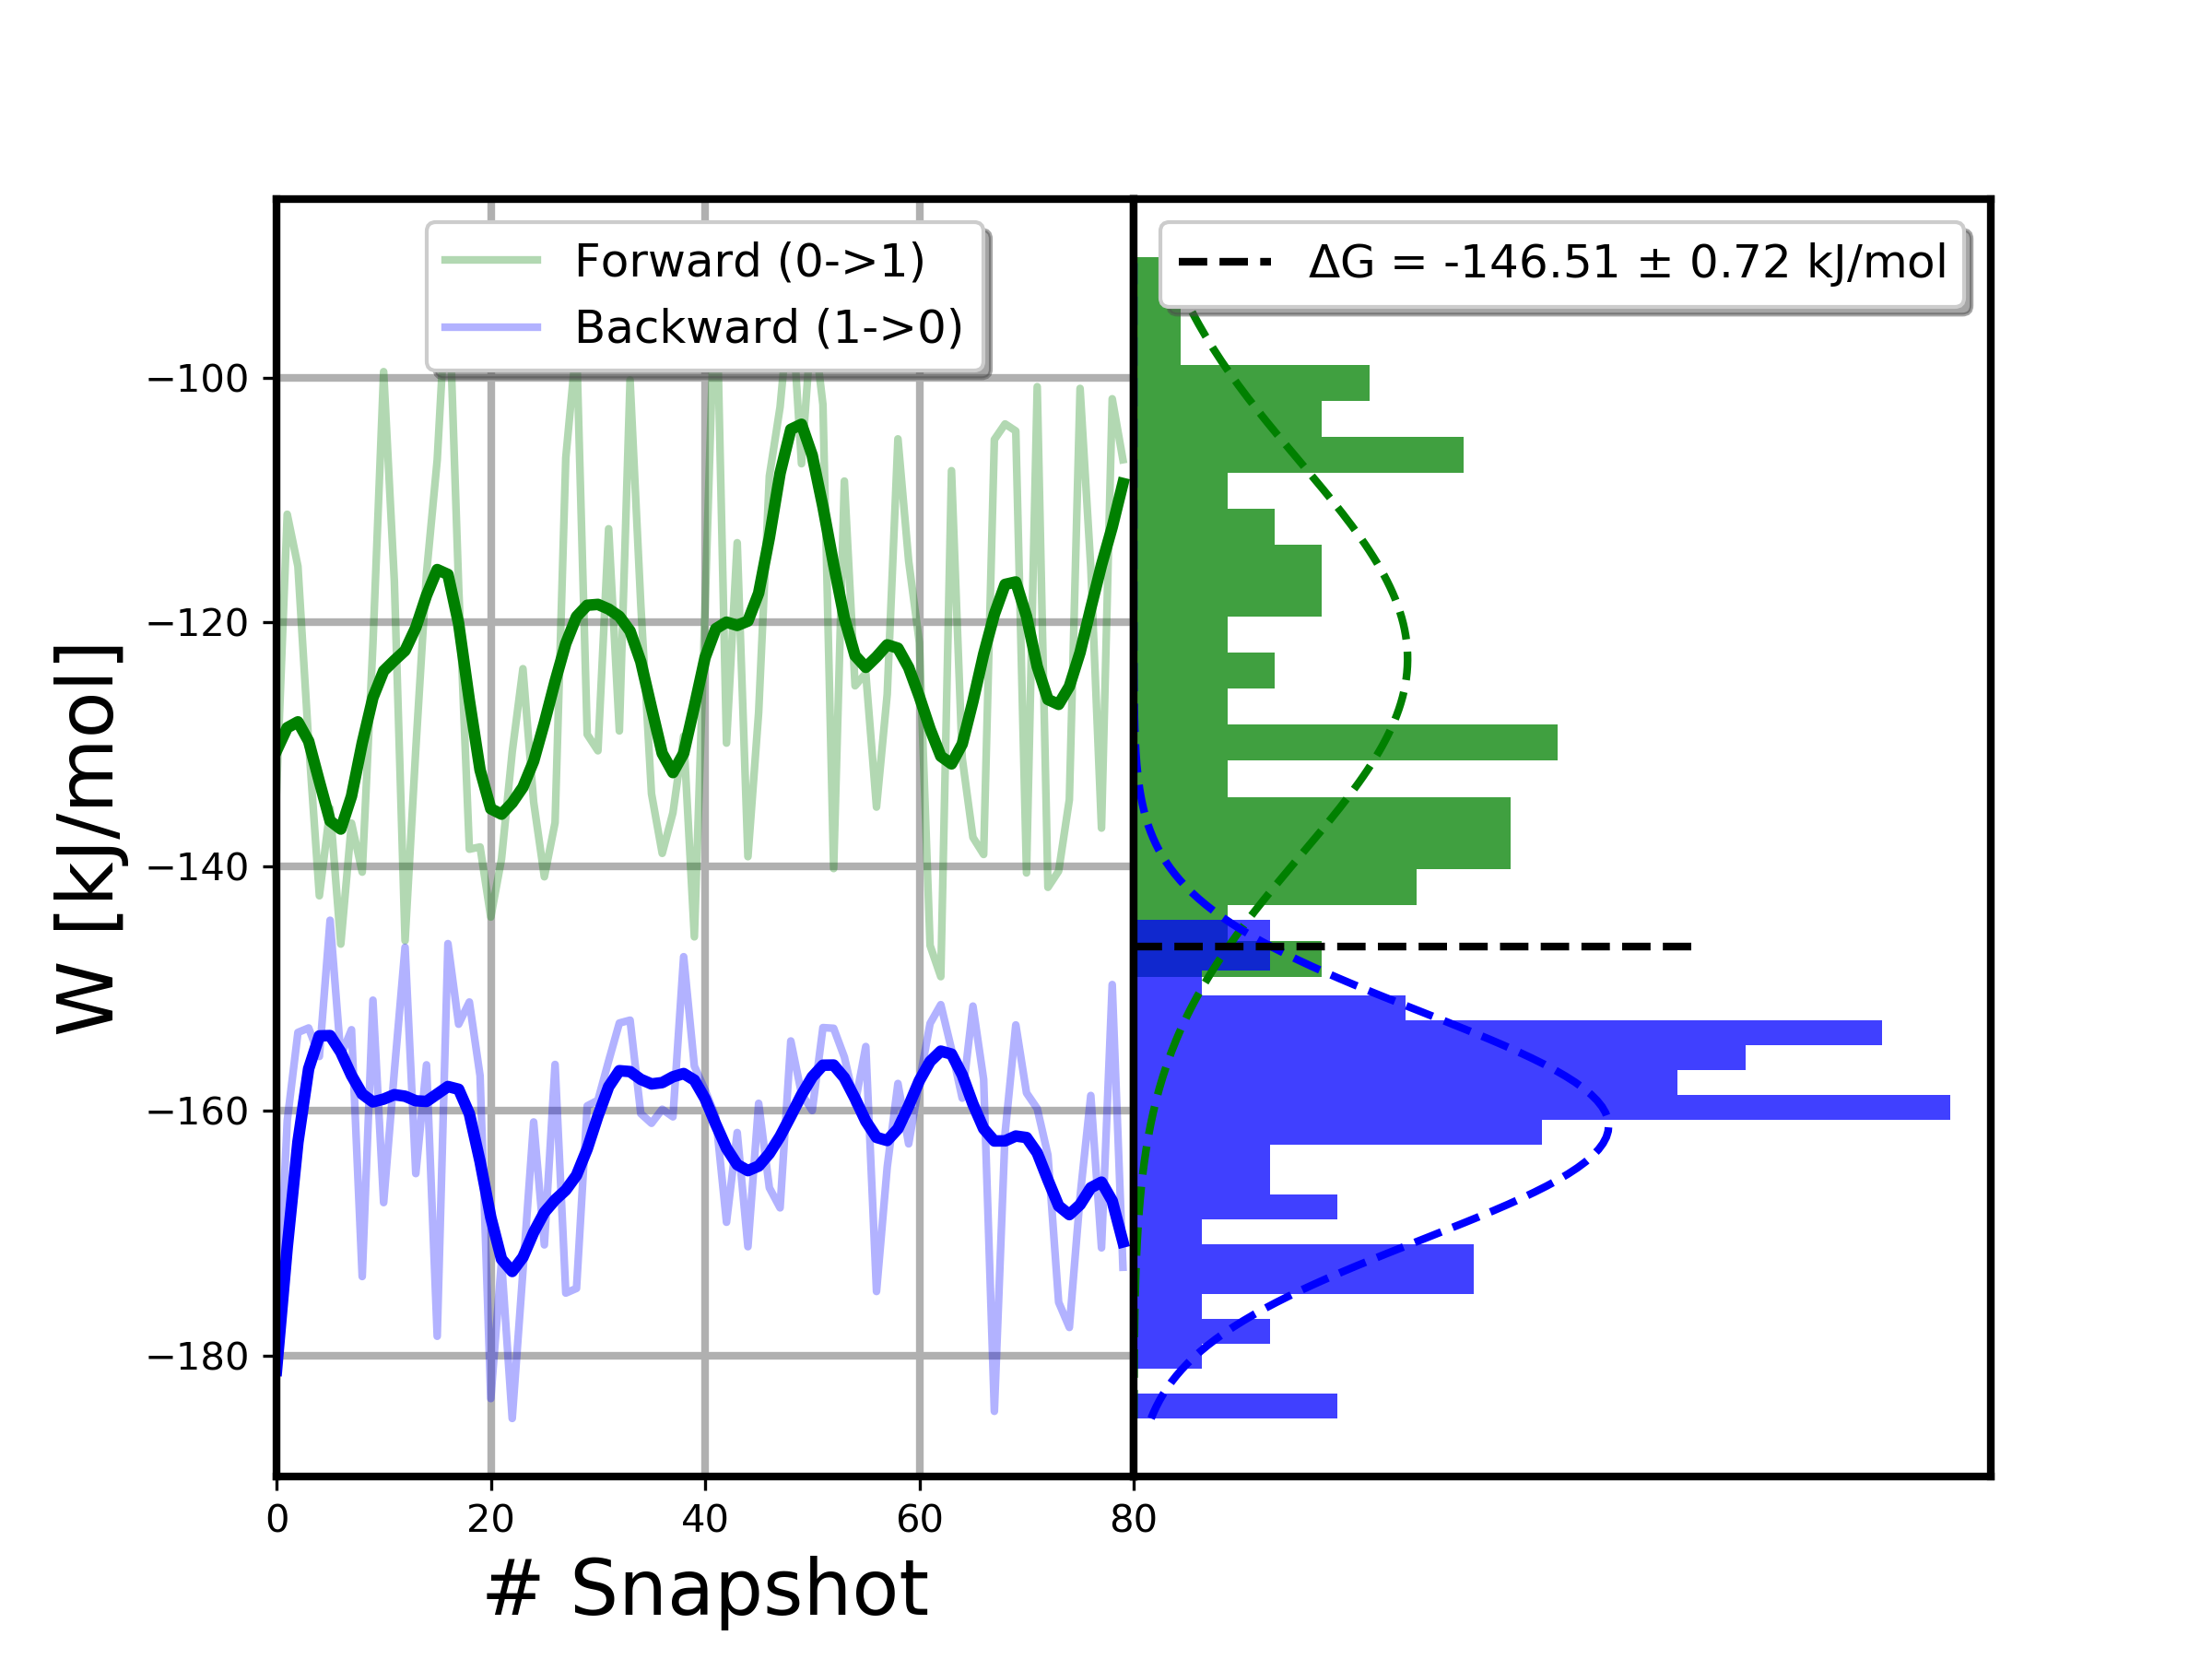 Forward (0->1)
Backward (1->0)
ΔG = -146.51 ± 0.72 kJ/mol
W [kJ/mol]
−100
−120
−140
−160
−180
0 20 40 60 80
# Snapshot